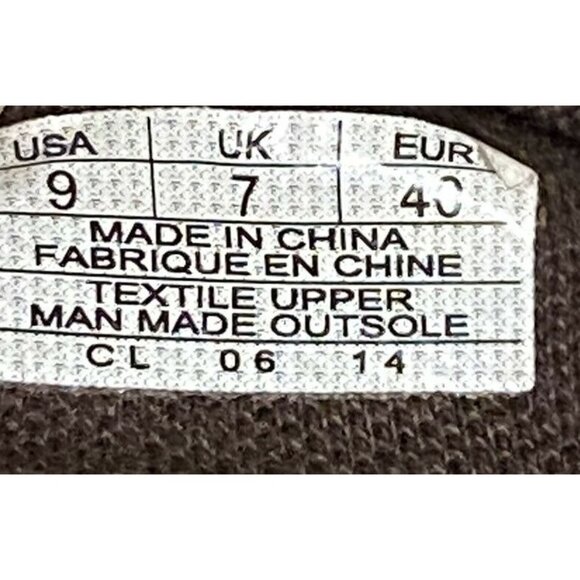 USA UK EUR
9 7 40
MADE IN CHINA
FABRIQUE EN CHINE
TEXTILE UPPER
MAN MADE OUTSOLE
CL 06 14